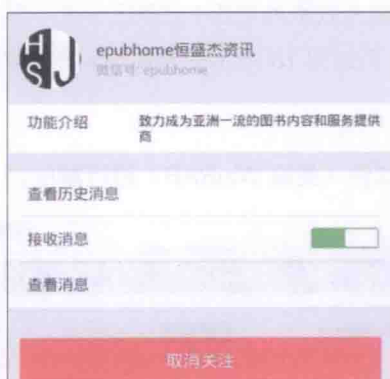 HSJ
epubhome恒盛杰资讯
微信号: epubhome
功能介绍 致力成为亚洲一流的图书内容和服务提供
商
查看历史消息
接收消息
查看消息
取消关注